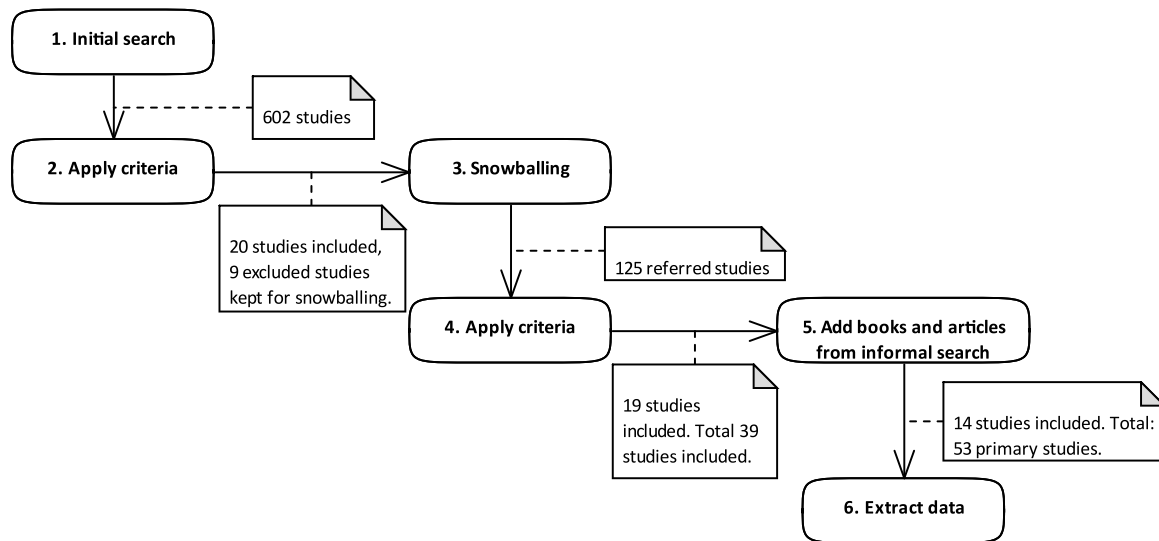 1. Initial search
602 studies
2. Apply criteria
3. Snowballing
20 studies included,
9 excluded studies
kept for snowballing.
125 referred studies
4. Apply criteria
5. Add books and articles
from informal search
19 studies
included. Total 39
studies included.
14 studies included. Total:
53 primary studies.
6. Extract data